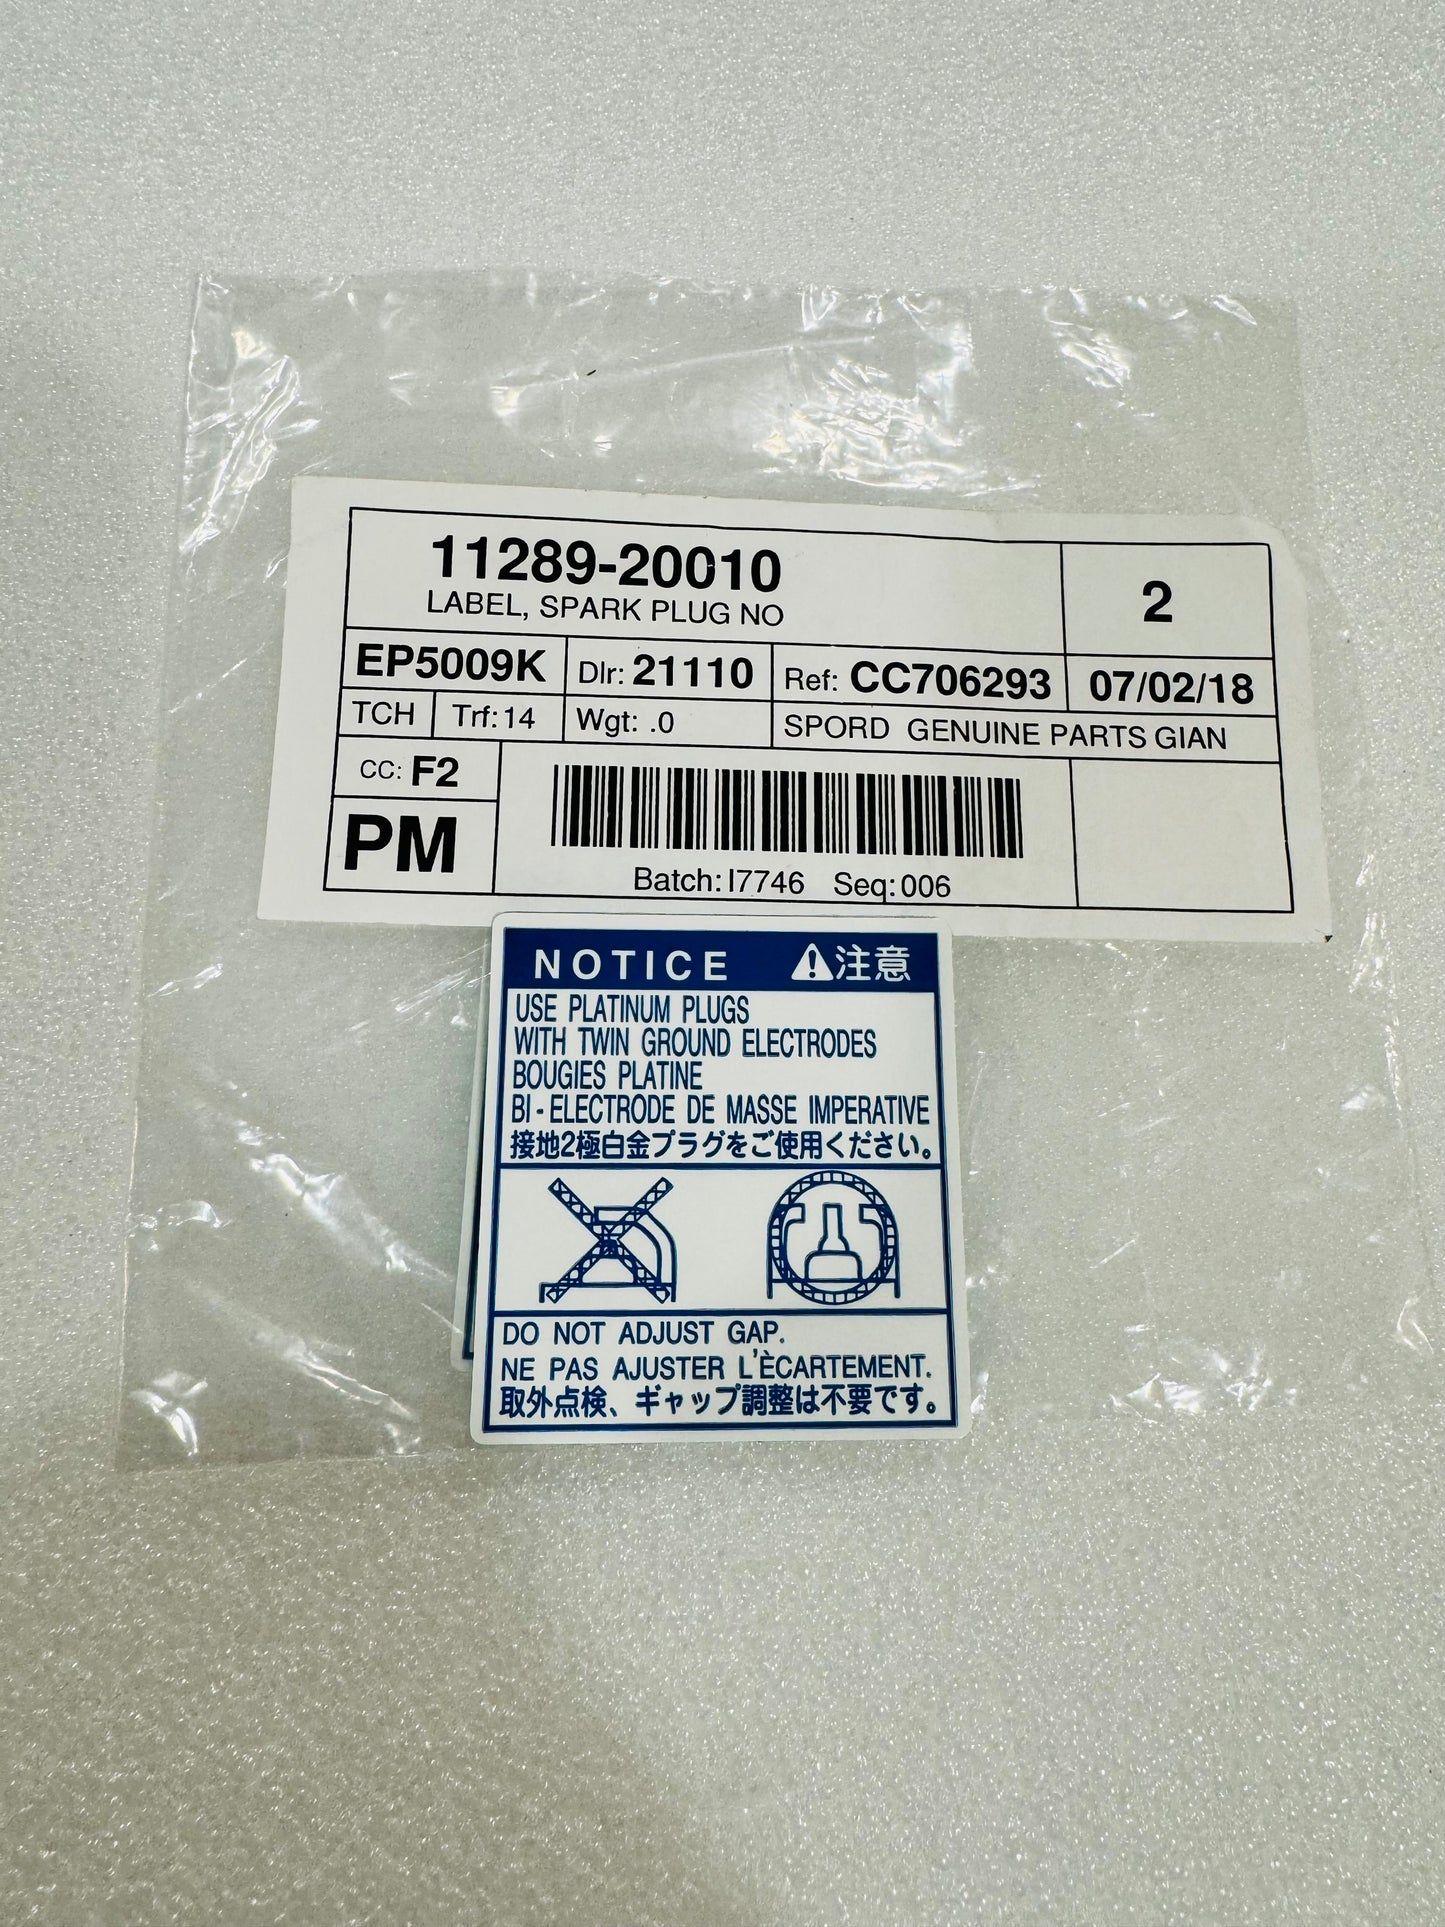 11289-20010
LABEL, SPARK PLUG NO
2
EP5009K
Dlr: 21110
Ref: CC706293
07/02/18
TCH
Trf: 14
Wgt: .0
SPORD GENUINE PARTS GIAN
CC: F2
PM
Batch: I7746 Seq: 006
NOTICE ⚠注意
USE PLATINUM PLUGS
WITH TWIN GROUND ELECTRODES
BOUGIES PLATINE
BI-ELECTRODE DE MASSE IMPERATIVE
接地2極白金プラグをご使用ください。
DO NOT ADJUST GAP.
NE PAS AJUSTER L'ÈCARTEMENT.
取外点検、ギャップ調整は不要です。